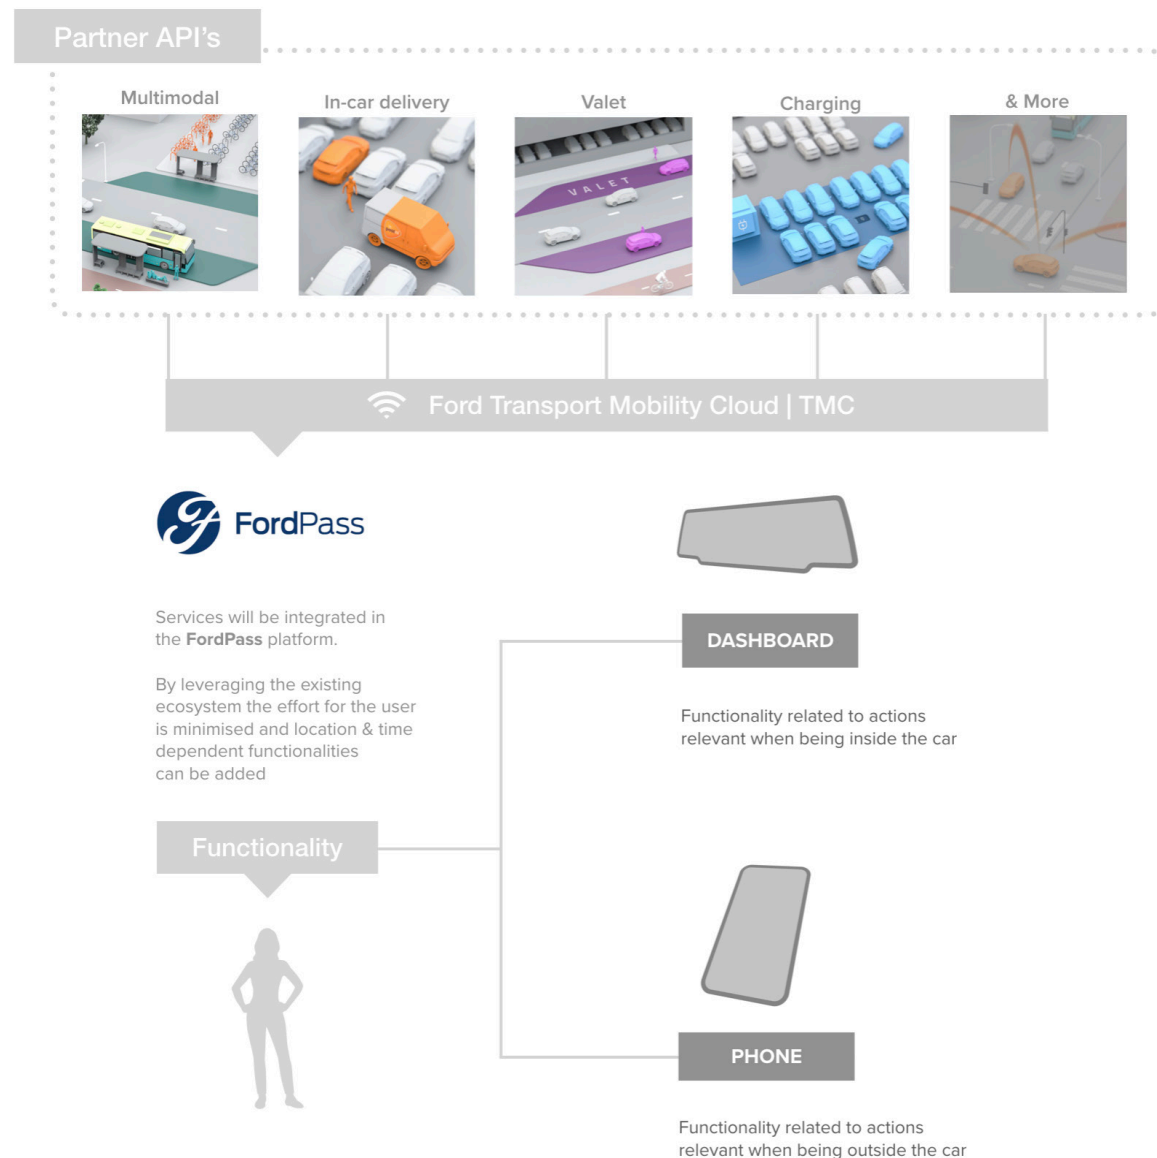 Partner API's
Multimodal
In-car delivery
Valet
Charging
& More
VALET
Ford Transport Mobility Cloud | TMC
FordPass
Services will be integrated in
the FordPass platform.
By leveraging the existing
ecosystem the effort for the user
is minimised and location & time
dependent functionalities
can be added
DASHBOARD
Functionality related to actions
relevant when being inside the car
Functionality
PHONE
Functionality related to actions
relevant when being outside the car